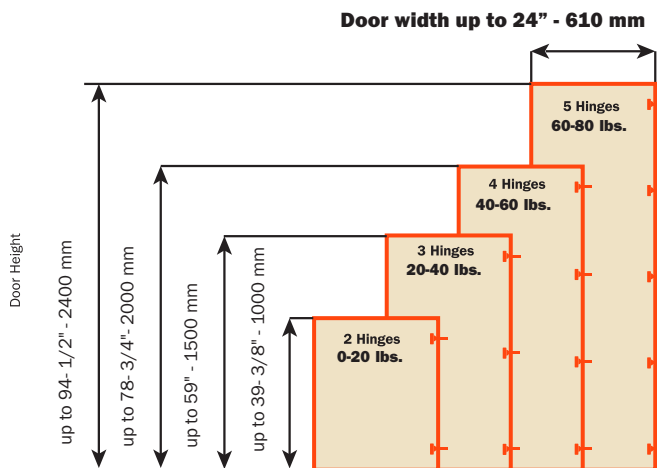 Door width up to 24” - 610 mm
5 Hinges
60-80 lbs.
4 Hinges
40-60 lbs.
3 Hinges
20-40 lbs.
2 Hinges
0-20 lbs.
Door Height
up to 94- 1/2" - 2400 mm
up to 78- 3/4"- 2000 mm
up to 59" - 1500 mm
up to 39- 3/8" - 1000 mm